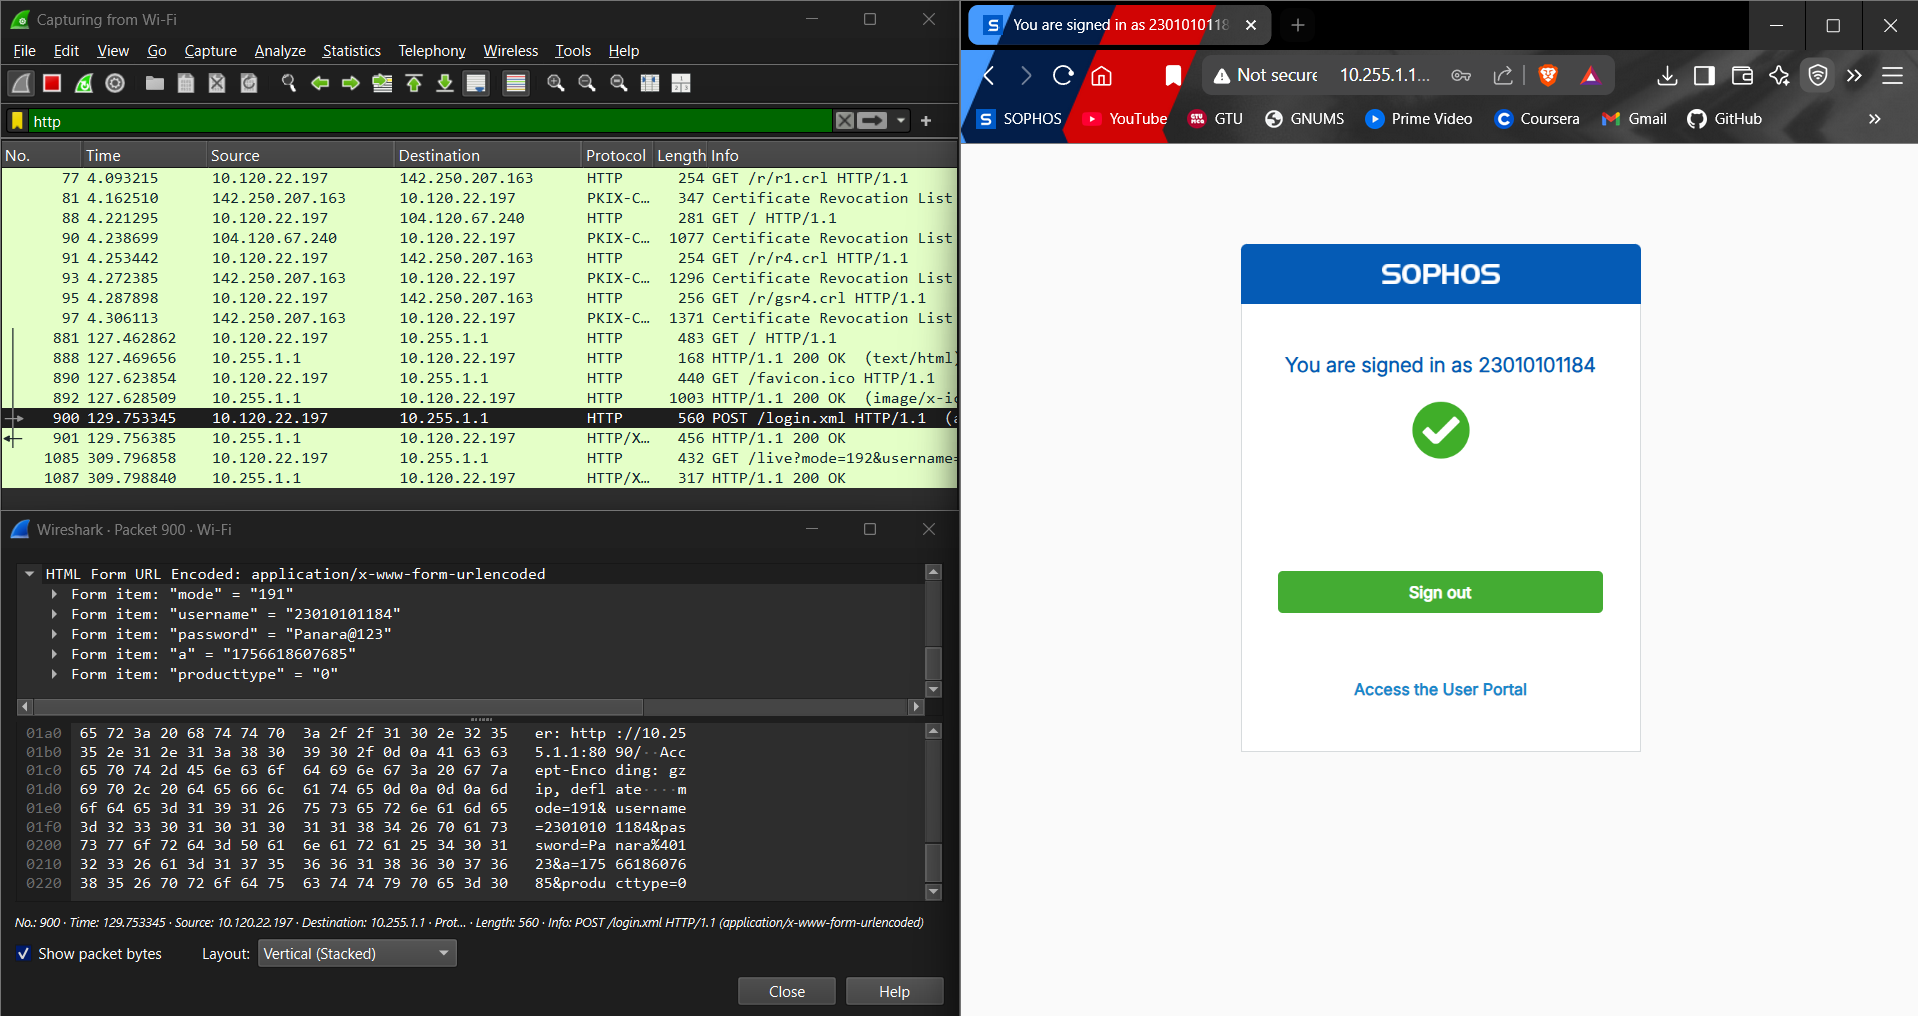 Capturing from Wi-Fi
File Edit View Go Capture Analyze Statistics Telephony Wireless Tools Help
http
No. Time Source Destination Protocol Length Info
77 4.093215 10.120.22.197 142.250.207.163 HTTP 254 GET /r/r1.crl HTTP/1.1
81 4.162510 142.250.207.163 10.120.22.197 PKIX-C… 347 Certificate Revocation List
88 4.221295 10.120.22.197 104.120.67.240 HTTP 281 GET / HTTP/1.1
90 4.238699 104.120.67.240 10.120.22.197 PKIX-C… 1077 Certificate Revocation List
91 4.253442 10.120.22.197 142.250.207.163 HTTP 254 GET /r/r4.crl HTTP/1.1
93 4.272385 142.250.207.163 10.120.22.197 PKIX-C… 1296 Certificate Revocation List
95 4.287898 10.120.22.197 142.250.207.163 HTTP 256 GET /r/gsr4.crl HTTP/1.1
97 4.306113 142.250.207.163 10.120.22.197 PKIX-C… 1371 Certificate Revocation List
881 127.462862 10.120.22.197 10.255.1.1 HTTP 483 GET / HTTP/1.1
888 127.469656 10.255.1.1 10.120.22.197 HTTP 168 HTTP/1.1 200 OK (text/html)
890 127.623854 10.120.22.197 10.255.1.1 HTTP 440 GET /favicon.ico HTTP/1.1
892 127.628509 10.255.1.1 10.120.22.197 HTTP 1003 HTTP/1.1 200 OK (image/x-ic
900 129.753345 10.120.22.197 10.255.1.1 HTTP 560 POST /login.xml HTTP/1.1 (a
901 129.756385 10.255.1.1 10.120.22.197 HTTP/X… 456 HTTP/1.1 200 OK
1085 309.796858 10.120.22.197 10.255.1.1 HTTP 432 GET /live?mode=192&username=
1087 309.798840 10.255.1.1 10.120.22.197 HTTP/X… 317 HTTP/1.1 200 OK
Wireshark · Packet 900 · Wi-Fi
HTML Form URL Encoded: application/x-www-form-urlencoded
Form item: "mode" = "191"
Form item: "username" = "23010101184"
Form item: "password" = "Panara@123"
Form item: "a" = "1756618607685"
Form item: "producttype" = "0"
01a0 65 72 3a 20 68 74 74 70 3a 2f 2f 31 30 2e 32 35 er: http ://10.25
01b0 35 2e 31 2e 31 3a 38 30 39 30 2f 0d 0a 41 63 63 5.1.1:80 90/··Acc
01c0 65 70 74 2d 45 6e 63 6f 64 69 6e 67 3a 20 67 7a ept-Enco ding: gz
01d0 69 70 2c 20 64 65 66 6c 61 74 65 0d 0a 0d 0a 6d ip, defl ate····m
01e0 6f 64 65 3d 31 39 31 26 75 73 65 72 6e 61 6d 65 ode=191& username
01f0 3d 32 33 30 31 30 31 30 31 31 38 34 26 70 61 73 =2301010 1184&pas
0200 73 77 6f 72 64 3d 50 61 6e 61 72 61 25 34 30 31 sword=Pa nara%401
0210 32 33 26 61 3d 31 37 35 36 36 31 38 36 30 37 36 23&a=175 66186076
0220 38 35 26 70 72 6f 64 75 63 74 74 79 70 65 3d 30 85&produ cttype=0
No.: 900 · Time: 129.753345 · Source: 10.120.22.197 · Destination: 10.255.1.1 · Prot… · Length: 560 · Info: POST /login.xml HTTP/1.1 (application/x-www-form-urlencoded)
Show packet bytes Layout: Vertical (Stacked)
Close Help
S You are signed in as 2301010118
Not secure 10.255.1.1...
S SOPHOS YouTube GTU GNUMS Prime Video Coursera Gmail GitHub
SOPHOS
You are signed in as 23010101184
Sign out
Access the User Portal